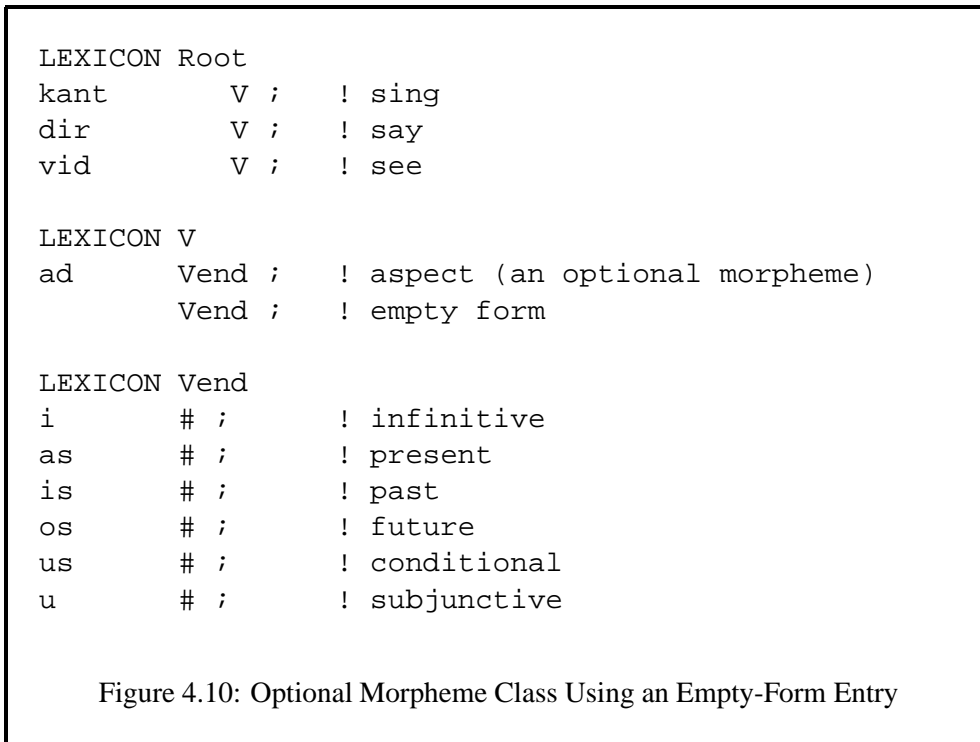 LEXICON Root
kant V ; ! sing
dir V ; ! say
vid V ; ! see
LEXICON V
ad Vend ; ! aspect (an optional morpheme)
Vend ; ! empty form
LEXICON Vend
i # ; ! infinitive
as # ; ! present
is # ; ! past
os # ; ! future
us # ; ! conditional
u # ; ! subjunctive
Figure 4.10: Optional Morpheme Class Using an Empty-Form Entry